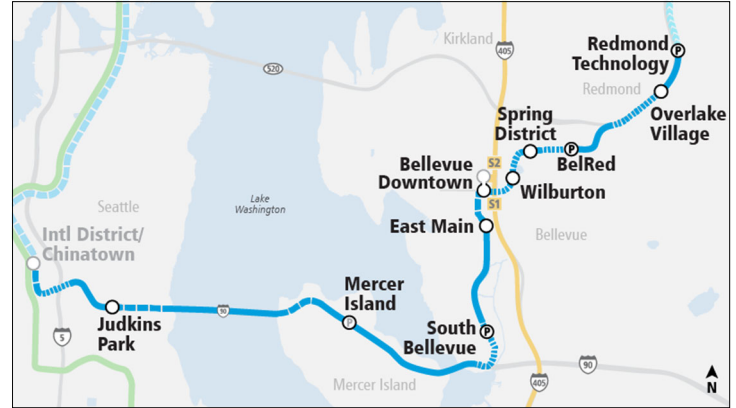 Kirkland
405
Redmond
Technology
P
520
Redmond
Overlake
Village
Spring
District
P
BelRed
S2
Bellevue
Downtown
Wilburton
S1
Lake
Washington
Seattle
East Main
Bellevue
Intl District/
Chinatown
Mercer
Island
90
P
Judkins
Park
5
South
Bellevue
P
90
405
Mercer Island
N